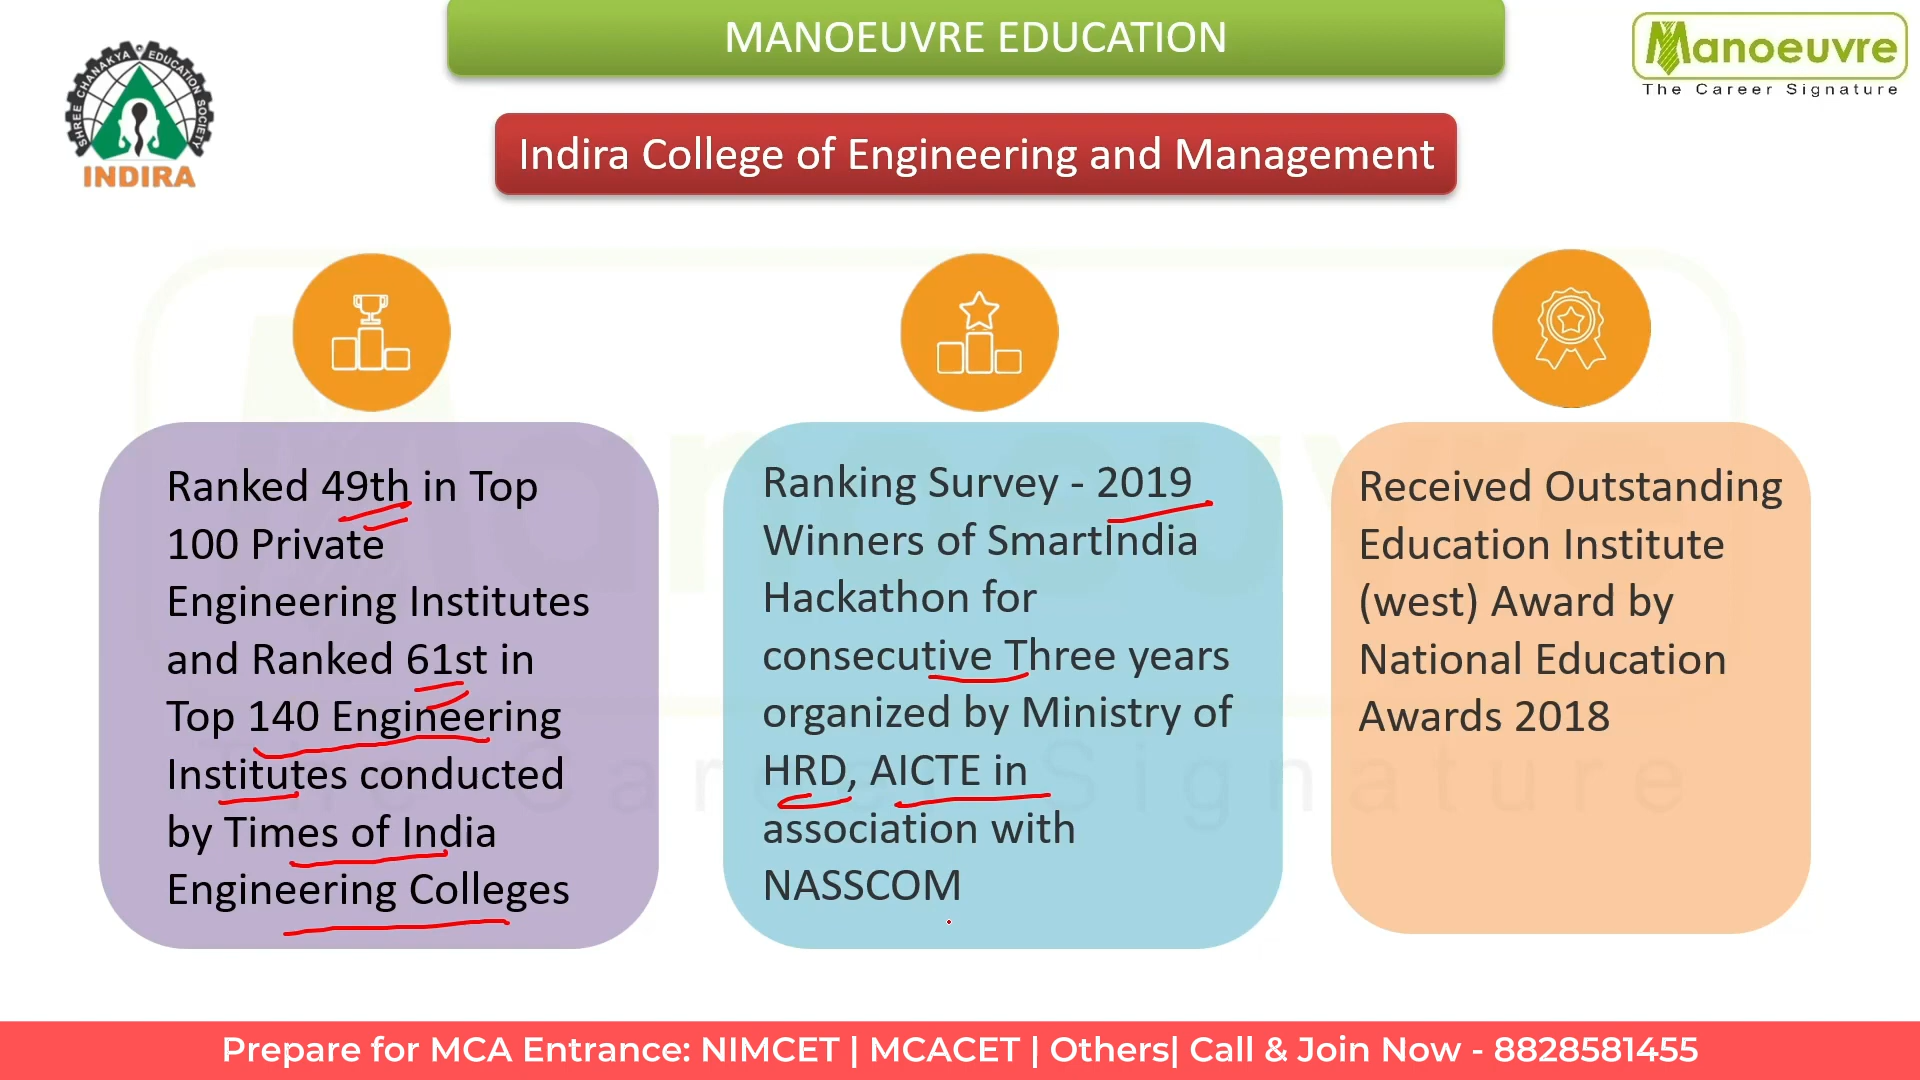 MANOEUVRE EDUCATION
Manoeuvre
The Career Signature
SHREE CHANAKYA EDUCATION SOCIETY
INDIRA
Indira College of Engineering and Management
Ranked 49th in Top
100 Private
Engineering Institutes
and Ranked 61st in
Top 140 Engineering
Institutes conducted
by Times of India
Engineering Colleges
Ranking Survey - 2019
Winners of SmartIndia
Hackathon for
consecutive Three years
organized by Ministry of
HRD, AICTE in
association with
NASSCOM
Received Outstanding
Education Institute
(west) Award by
National Education
Awards 2018
Manoeuvre
The Career Signature
Prepare for MCA Entrance: NIMCET | MCACET | Others| Call & Join Now - 8828581455